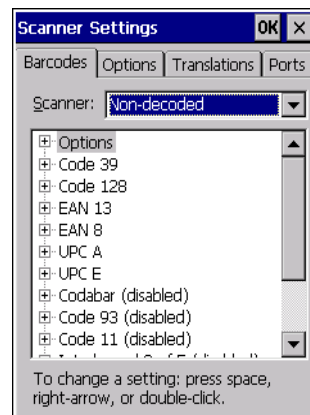 Scanner Settings OK ×
Barcodes Options Translations Ports
Scanner: Non-decoded
Options
Code 39
Code 128
EAN 13
EAN 8
UPC A
UPC E
Codabar (disabled)
Code 93 (disabled)
Code 11 (disabled)
To change a setting: press space,
right-arrow, or double-click.